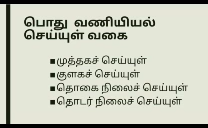 பொது வணியியல்
செய்யுள் வகை
▪முத்தகச் செய்யுள்
▪குளகச் செய்யுள்
▪தொகை நிலைச் செய்யுள்
▪தொடர் நிலைச் செய்யுள்